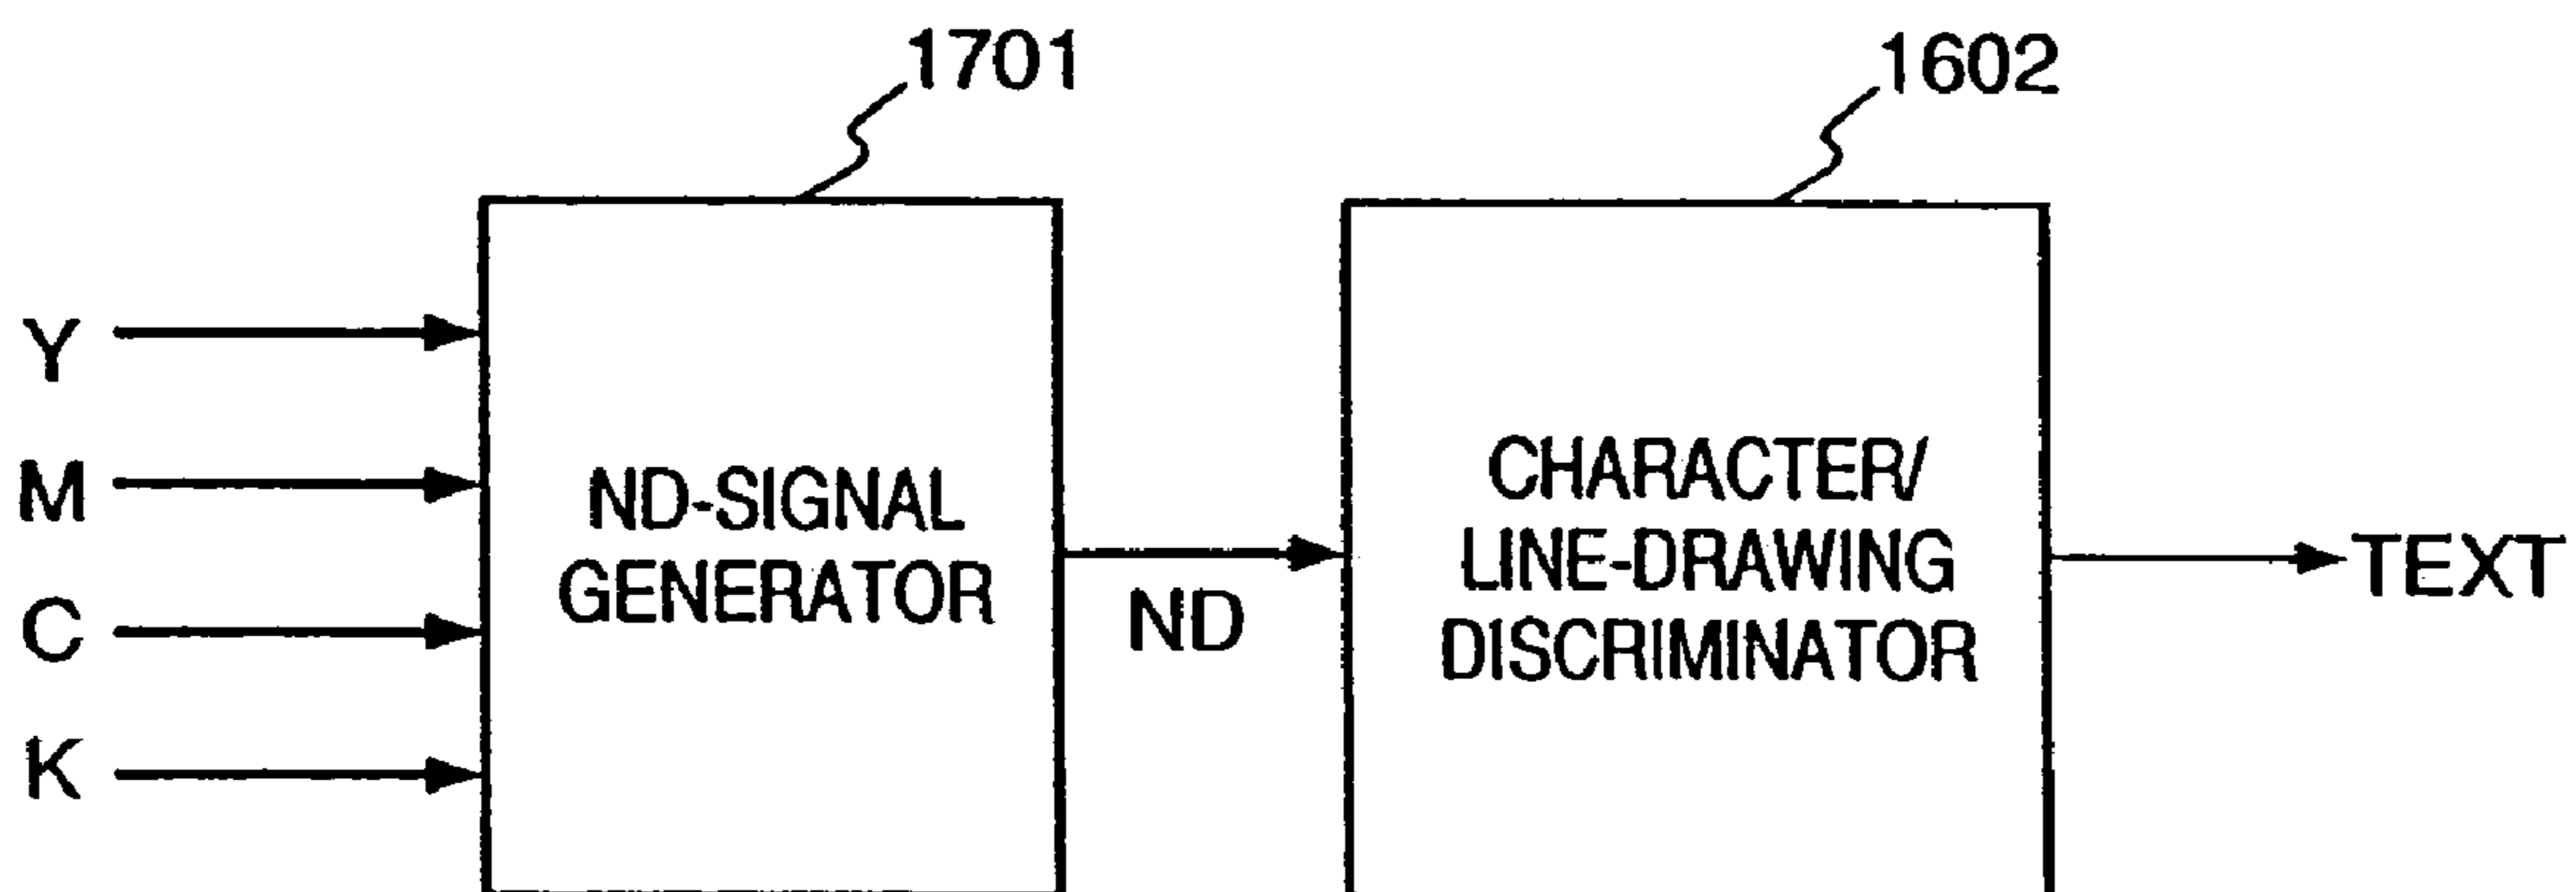 1701
1602
Y
M
C
K
ND-SIGNAL
GENERATOR
ND
CHARACTER/
LINE-DRAWING
DISCRIMINATOR
TEXT